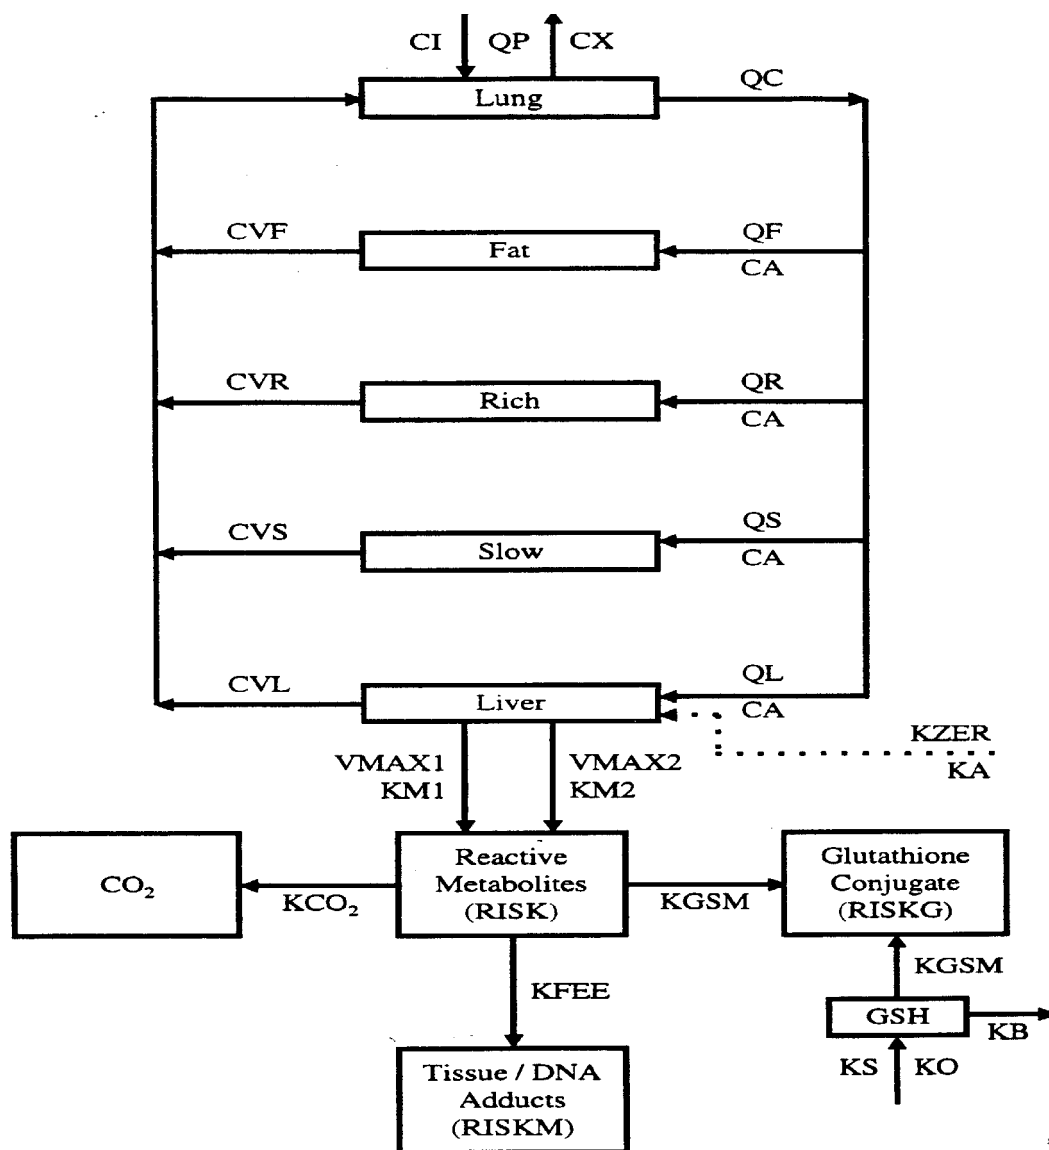 CI QP CX
QC
Lung
CVF
Fat
QF
CA
CVR
Rich
QR
CA
CVS
Slow
QS
CA
CVL
Liver
QL
CA
KZER
KA
VMAX1
KM1
VMAX2
KM2
CO₂
KCO₂
Reactive
Metabolites
(RISK)
KGSM
Glutathione
Conjugate
(RISKG)
KGSM
KFEE
GSH
KB
KS KO
Tissue / DNA
Adducts
(RISKM)